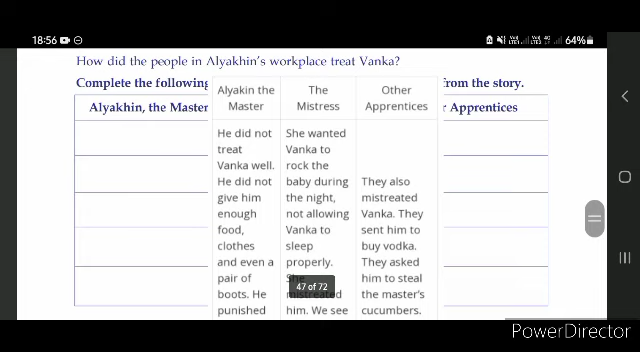 18:56 64%
How did the people in Alyakhin's workplace treat Vanka?
Complete the following from the story.
Alyakhin, the Master r Apprentices
Alyakin the Master
The Mistress
Other Apprentices
He did not
treat
Vanka well.
He did not
give him
enough
food,
clothes
and even a
pair of
boots. He
punished
She wanted
Vanka to
rock the
baby during
the night,
not allowing
Vanka to
sleep
properly.
She
mistreated
him. We see
They also
mistreated
Vanka. They
sent him to
buy vodka.
They asked
him to steal
the master's
cucumbers.
47 of 72
PowerDirector